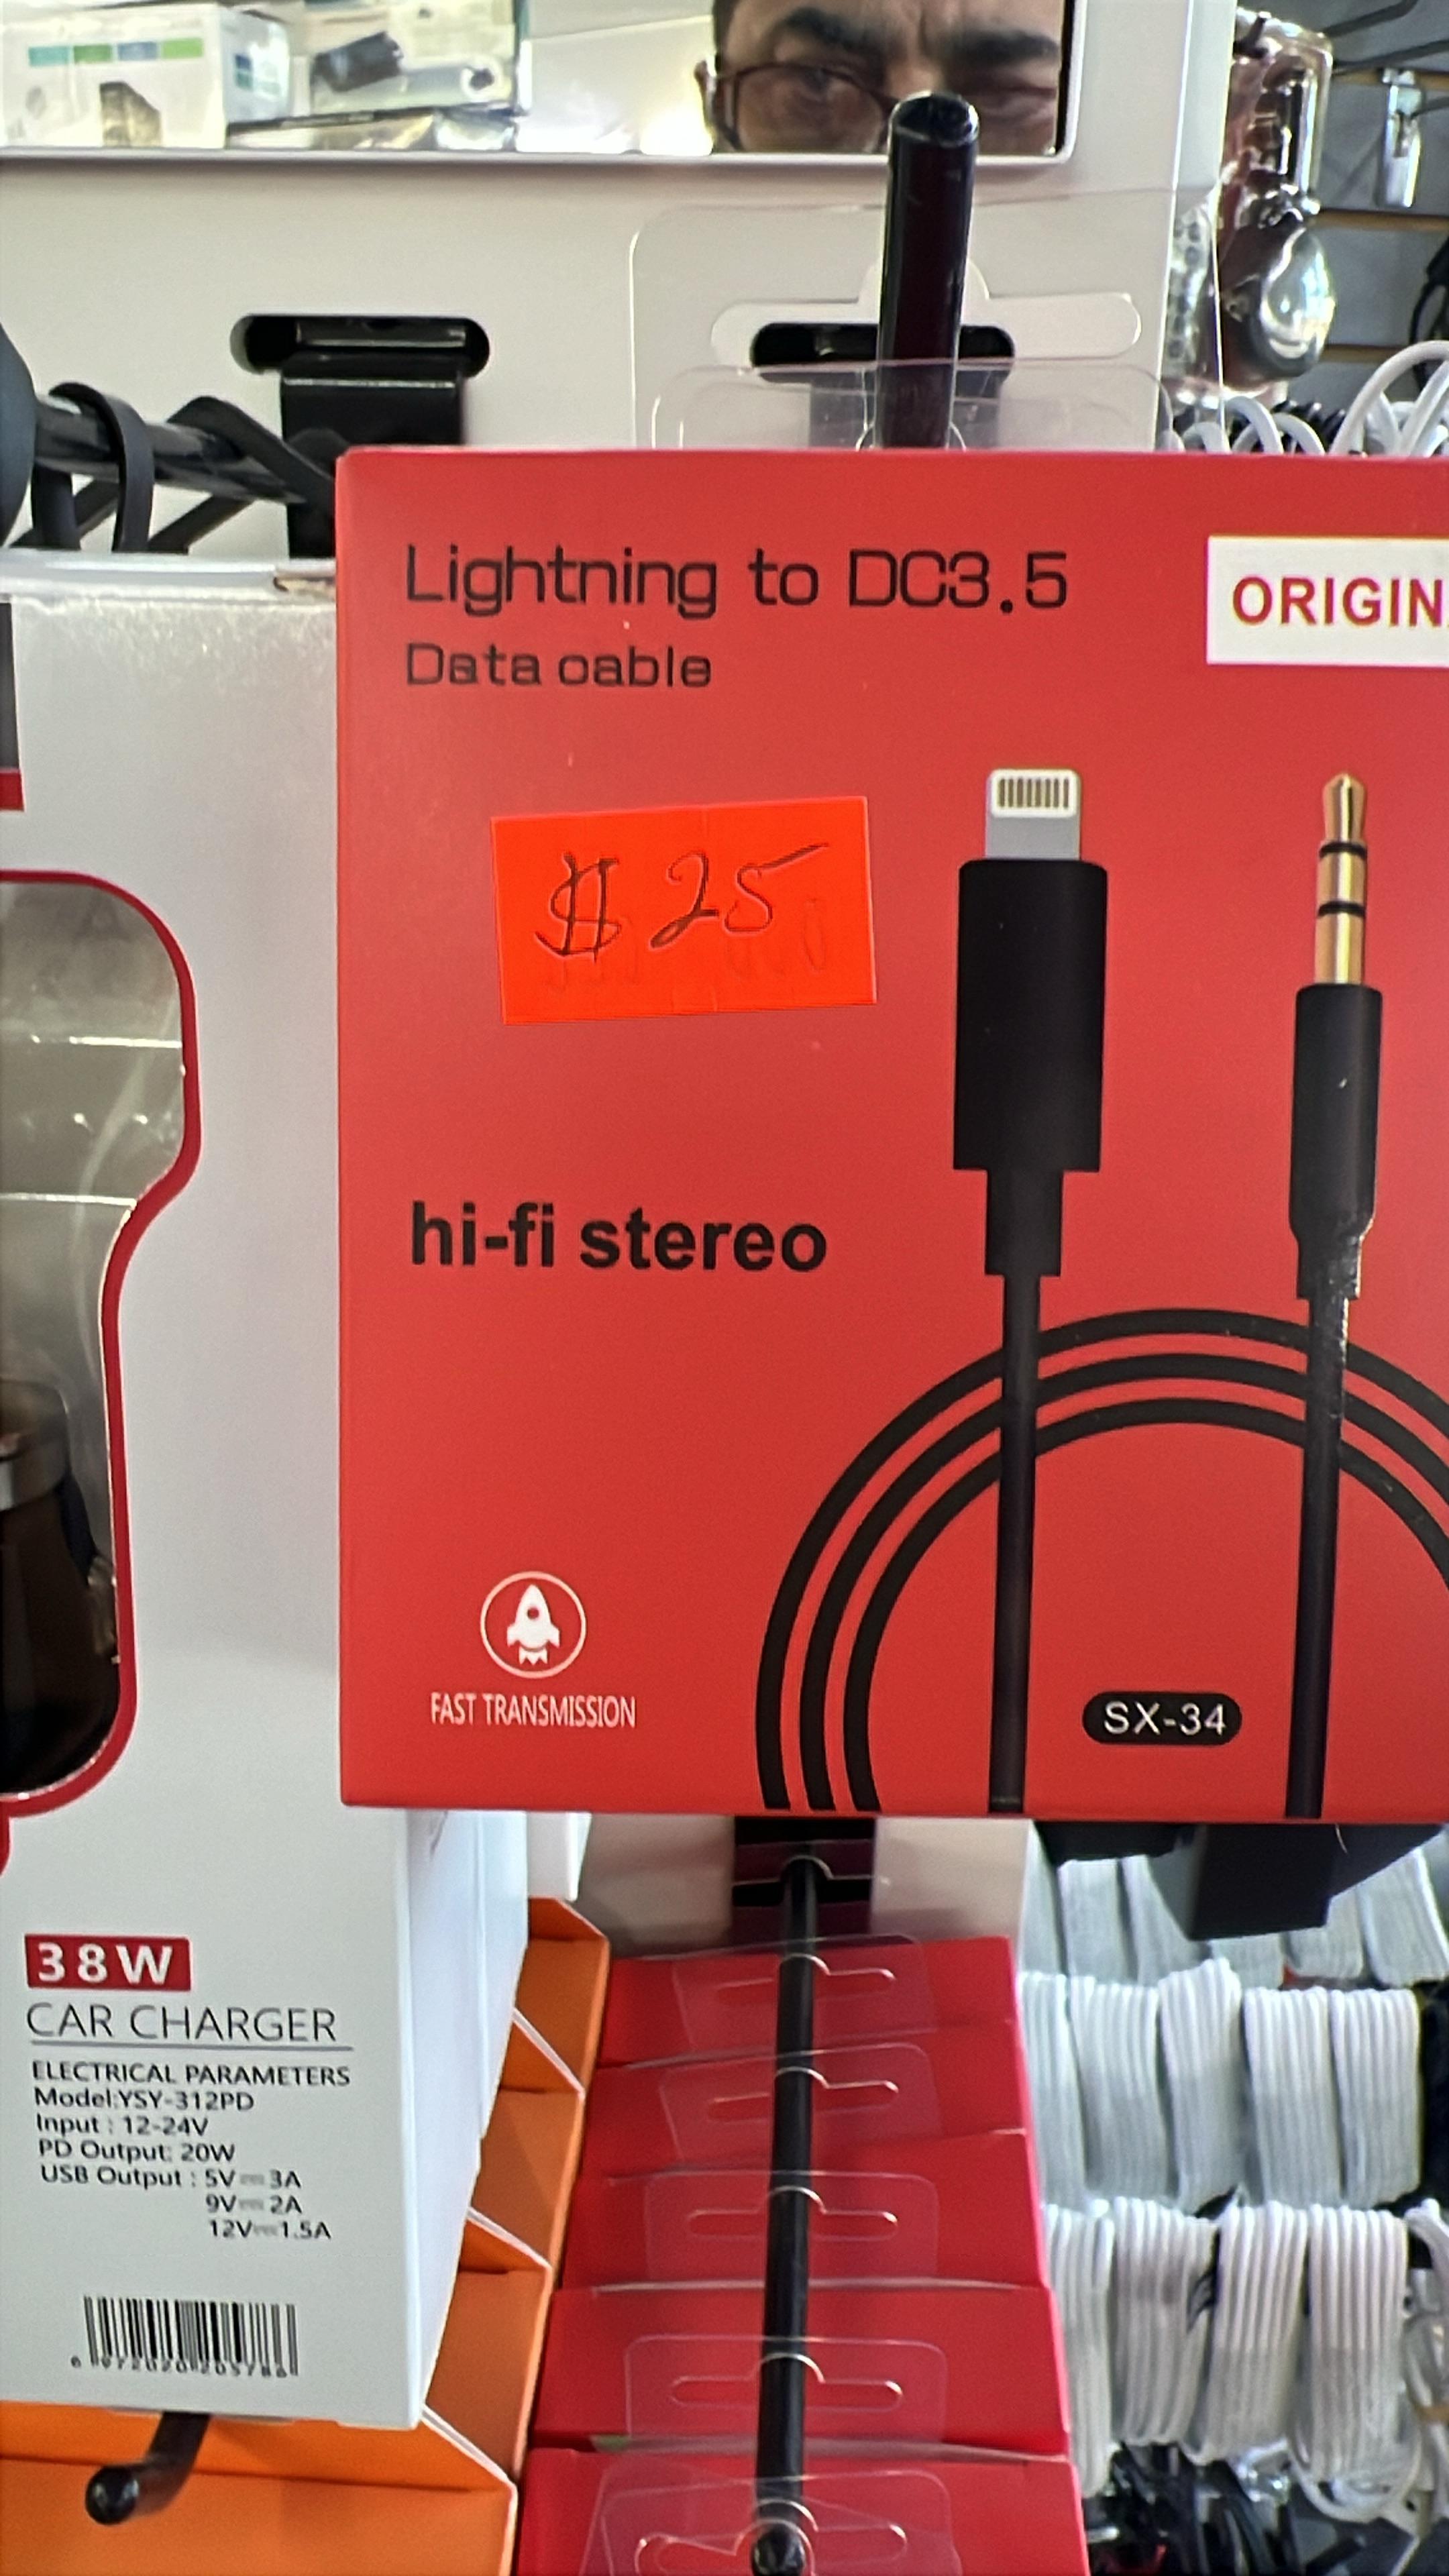 Lightning to DC3.5
Data cable
$25
hi-fi stereo
FAST TRANSMISSION
SX-34
38W
CAR CHARGER
ELECTRICAL PARAMETERS
Model:YSY-312PD
Input : 12-24V
PD Output: 20W
USB Output : 5V⎓3A
9V⎓2A
12V⎓1.5A